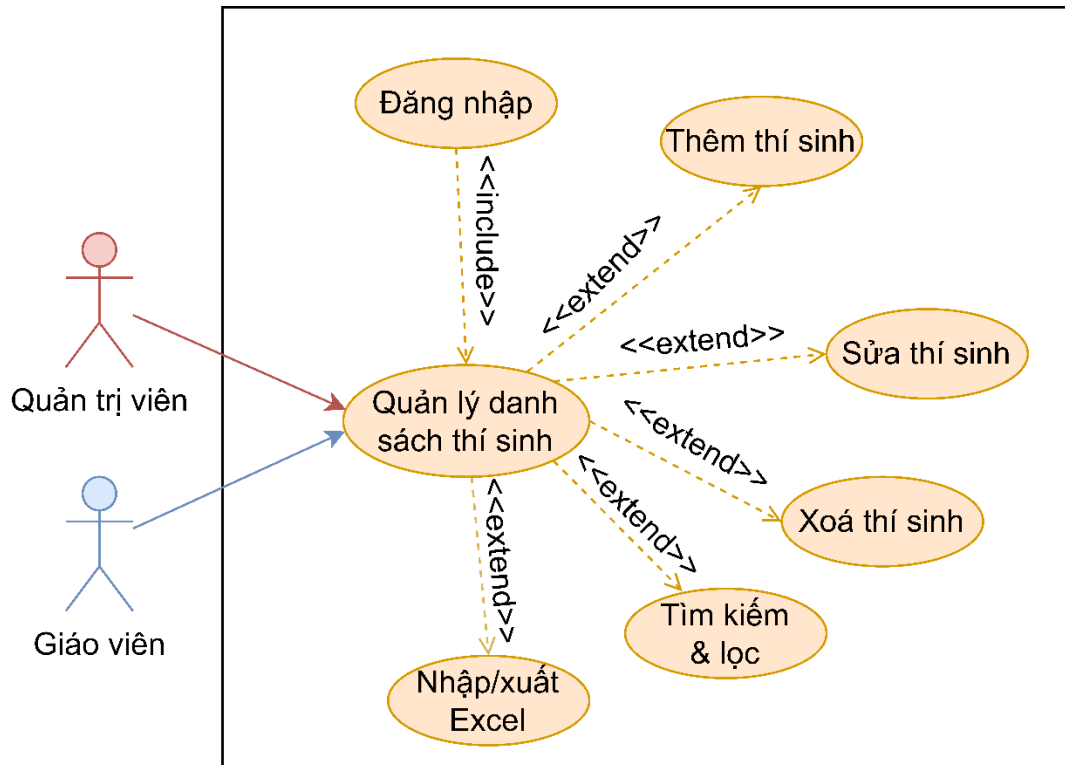 Đăng nhập
Thêm thí sinh
<<include>>
<<extend>>
<<extend>>
Sửa thí sinh
Quản trị viên
Quản lý danh
sách thí sinh
<<extend>>
<<extend>>
<<extend>>
Xoá thí sinh
Giáo viên
Tìm kiếm
& lọc
Nhập/xuất
Excel